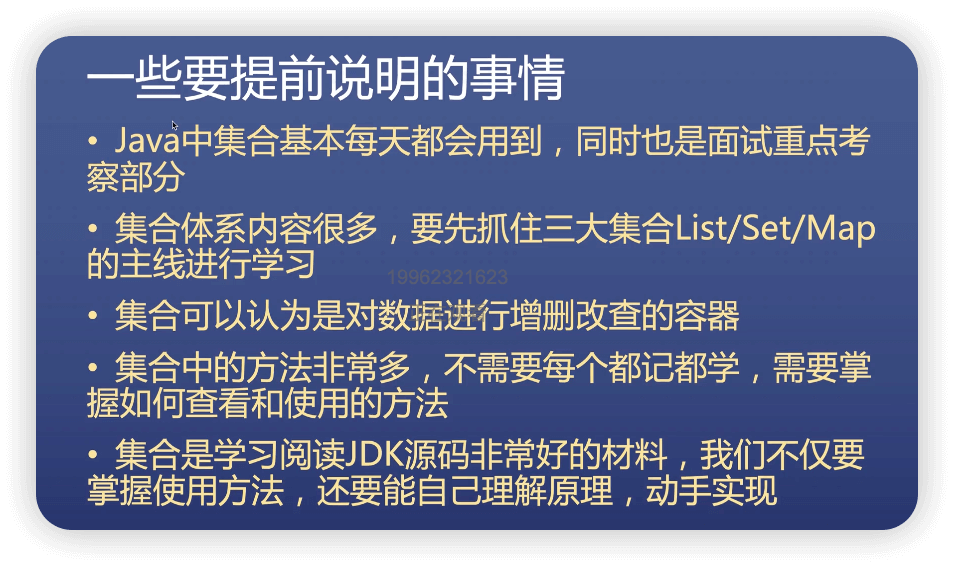 一些要提前说明的事情
• Java中集合基本每天都会用到，同时也是面试重点考
察部分
• 集合体系内容很多，要先抓住三大集合List/Set/Map
的主线进行学习
19962321623
• 集合可以认为是对数据进行增删改查的容器
• 集合中的方法非常多，不需要每个都记都学，需要掌
握如何查看和使用的方法
• 集合是学习阅读JDK源码非常好的材料，我们不仅要
掌握使用方法，还要能自己理解原理，动手实现